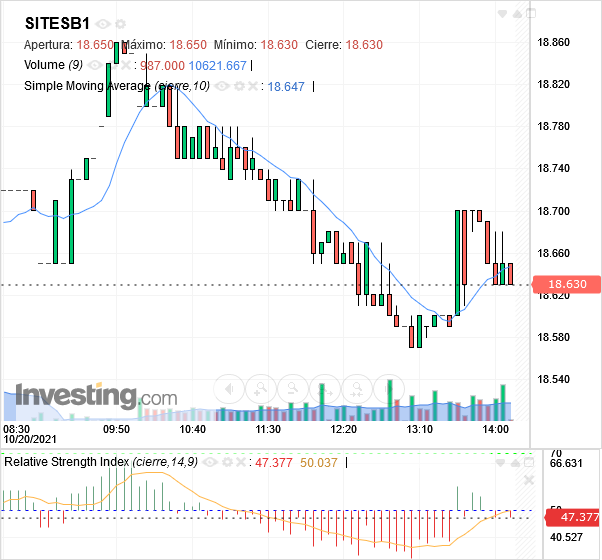 SITESB1
Apertura: 18.650 Máximo: 18.650 Mínimo: 18.630 Cierre: 18.630
Volume (9) : 987.000 10621.667
Simple Moving Average (cierre,10) : 18.647
18.860
18.820
18.780
18.740
18.700
18.660
18.630
18.620
18.580
18.540
Investing.com
08:30 09:50 10:40 11:30 12:20 13:10 14:00
10/20/2021
Relative Strength Index (cierre,14,9) : 47.377 50.037
70
66.631
50
47.377
40.527